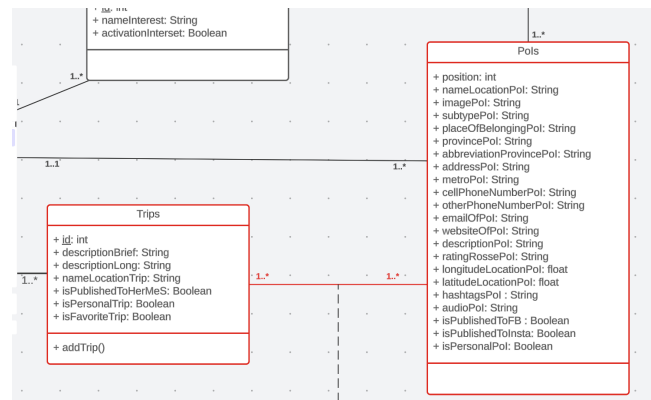 + id: int
+ nameInterest: String
+ activationInterset: Boolean
1..*
1..*
PoIs
+ position: int
+ nameLocationPoI: String
+ imagePoI: String
+ subtypePoI: String
+ placeOfBelongingPoI: String
+ provincePoI: String
+ abbreviationProvincePoI: String
+ addressPoI: String
+ metroPoI: String
+ cellPhoneNumberPoI: String
+ otherPhoneNumberPoI: String
+ emailOfPoI: String
+ websiteOfPoI: String
+ descriptionPoI: String
+ ratingRossePoI: String
+ longitudeLocationPoI: float
+ latitudeLocationPoI: float
+ hashtagsPoI : String
+ audioPoI: String
+ isPublishedToFB : Boolean
+ isPublishedToInsta: Boolean
+ isPersonalPoI: Boolean
1..1
1..*
Trips
+ id: int
+ descriptionBrief: String
+ descriptionLong: String
+ nameLocationTrip: String
+ isPublishedToHerMeS: Boolean
+ isPersonalTrip: Boolean
+ isFavoriteTrip: Boolean
+ addTrip()
1..*
1..*
1..*